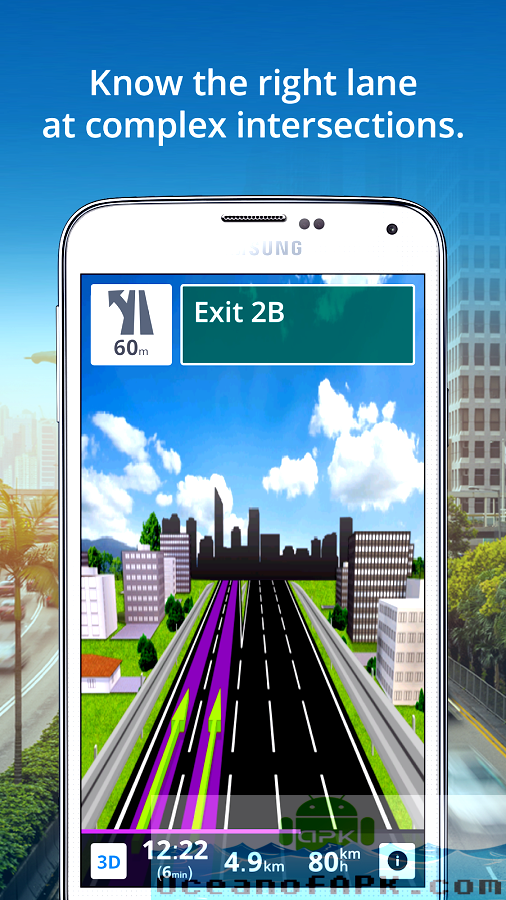 Know the right lane
at complex intersections.
SUNG
60m
Exit 2B
apk
3D
12:22
(6min)
4.9km
80km/h
i
OceanofAPK.com